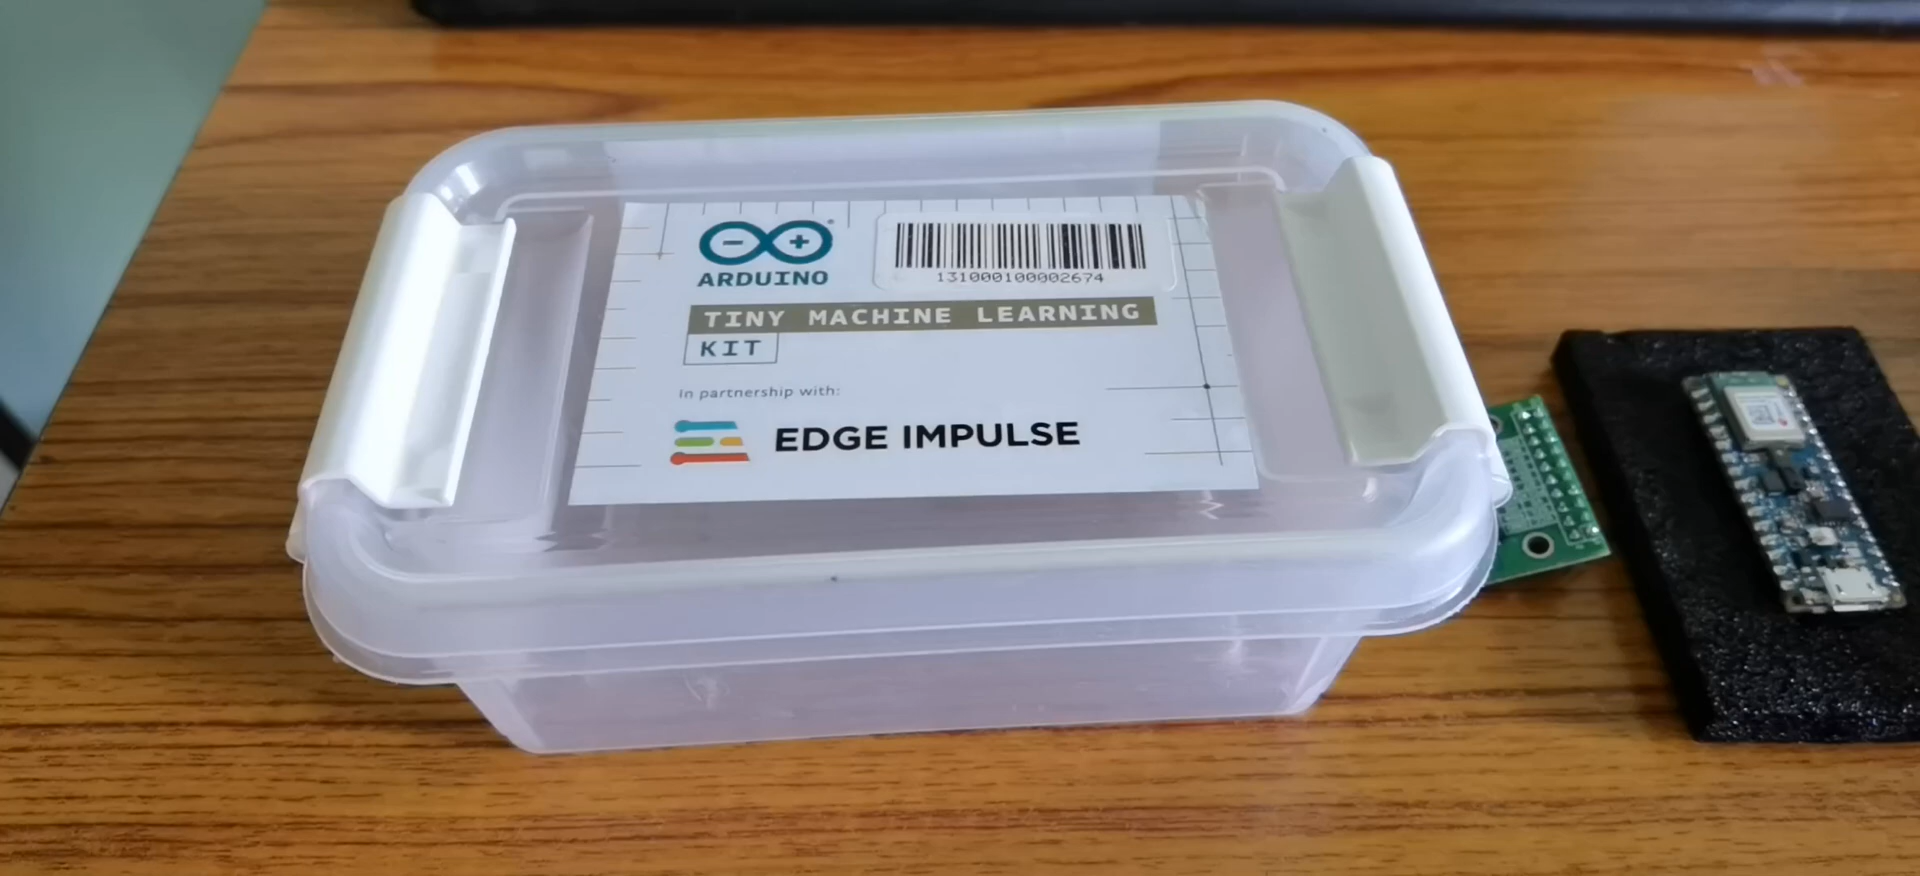 ARDUINO
131000100002674
TINY MACHINE LEARNING
KIT
In partnership with:
EDGE IMPULSE